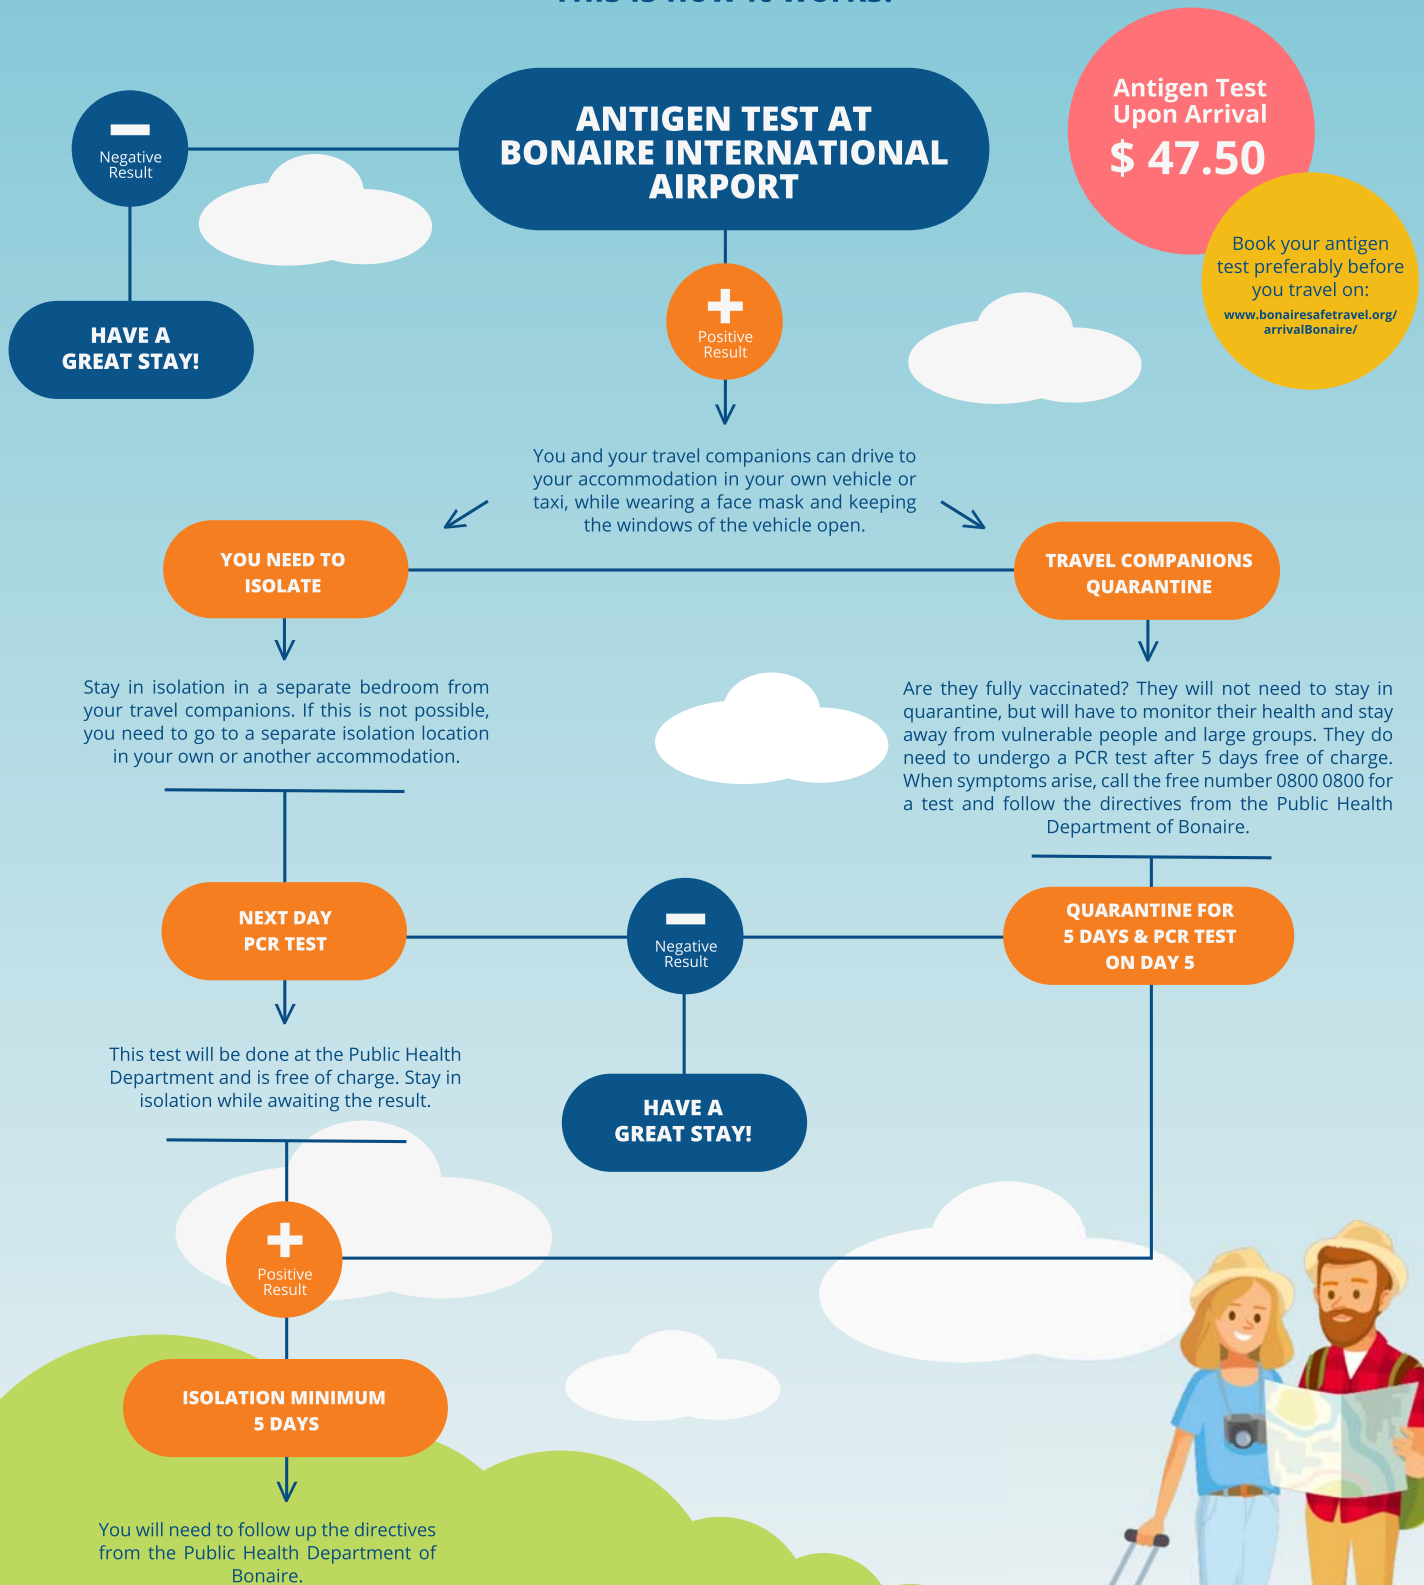 THIS IS HOW IT WORKS:
ANTIGEN TEST AT
BONAIRE INTERNATIONAL
AIRPORT
Antigen Test
Upon Arrival
$ 47.50
Book your antigen
test preferably before
you travel on:
www.bonairesafetravel.org/
arrivalBonaire/
Negative
Result
HAVE A
GREAT STAY!
Positive
Result
You and your travel companions can drive to
your accommodation in your own vehicle or
taxi, while wearing a face mask and keeping
the windows of the vehicle open.
YOU NEED TO
ISOLATE
TRAVEL COMPANIONS
QUARANTINE
Stay in isolation in a separate bedroom from
your travel companions. If this is not possible,
you need to go to a separate isolation location
in your own or another accommodation.
Are they fully vaccinated? They will not need to stay in
quarantine, but will have to monitor their health and stay
away from vulnerable people and large groups. They do
need to undergo a PCR test after 5 days free of charge.
When symptoms arise, call the free number 0800 0800 for
a test and follow the directives from the Public Health
Department of Bonaire.
NEXT DAY
PCR TEST
Negative
Result
QUARANTINE FOR
5 DAYS & PCR TEST
ON DAY 5
This test will be done at the Public Health
Department and is free of charge. Stay in
isolation while awaiting the result.
HAVE A
GREAT STAY!
Positive
Result
ISOLATION MINIMUM
5 DAYS
You will need to follow up the directives
from the Public Health Department of
Bonaire.